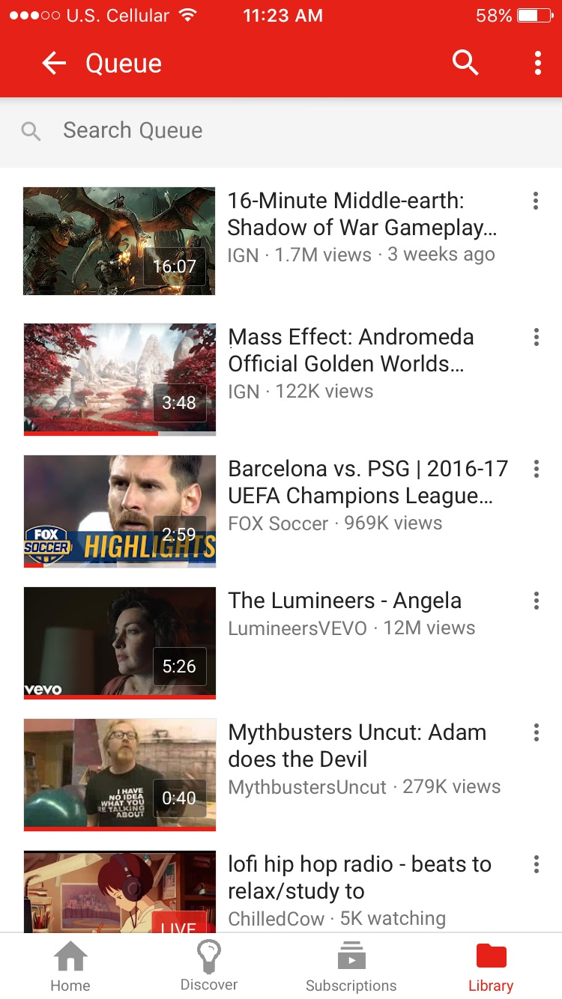 U.S. Cellular 11:23 AM 58%
Queue
Search Queue
16:07
16-Minute Middle-earth:
Shadow of War Gameplay...
IGN · 1.7M views · 3 weeks ago
3:48
Mass Effect: Andromeda
Official Golden Worlds...
IGN · 122K views
FOX
SOCCER
HIGHLIGHTS
2:59
Barcelona vs. PSG | 2016-17
UEFA Champions League...
FOX Soccer · 969K views
vevo
5:26
The Lumineers - Angela
LumineersVEVO · 12M views
I HAVE
NO IDEA
WHAT YOU
RE TALKING
ABOUT
0:40
Mythbusters Uncut: Adam
does the Devil
MythbustersUncut · 279K views
LIVE
lofi hip hop radio - beats to
relax/study to
ChilledCow · 5K watching
Home
Discover
Subscriptions
Library